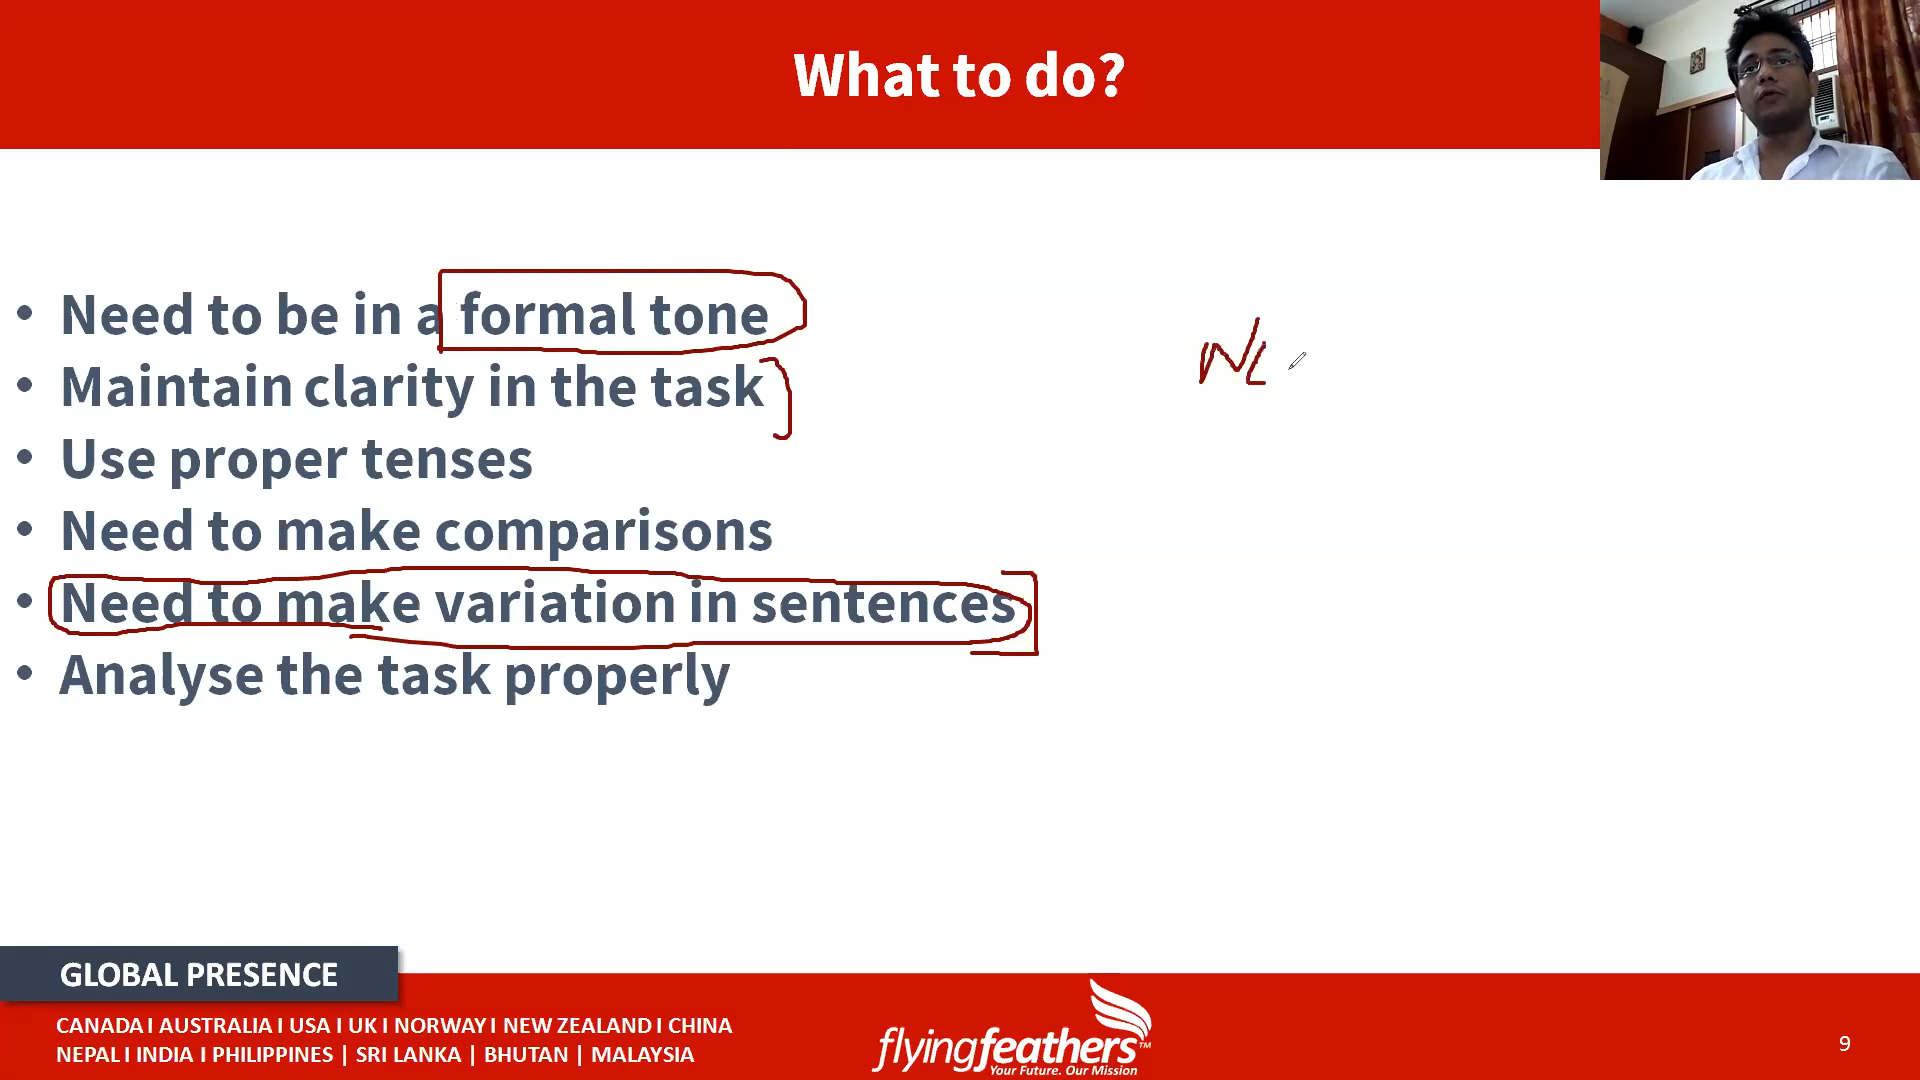 What to do?
• Need to be in a formal tone
• Maintain clarity in the task
• Use proper tenses
• Need to make comparisons
• Need to make variation in sentences
• Analyse the task properly
GLOBAL PRESENCE
CANADA I AUSTRALIA I USA I UK I NORWAY I NEW ZEALAND I CHINA
NEPAL I INDIA I PHILIPPINES | SRI LANKA | BHUTAN | MALAYSIA
flyingfeathers™
Your Future. Our Mission
9